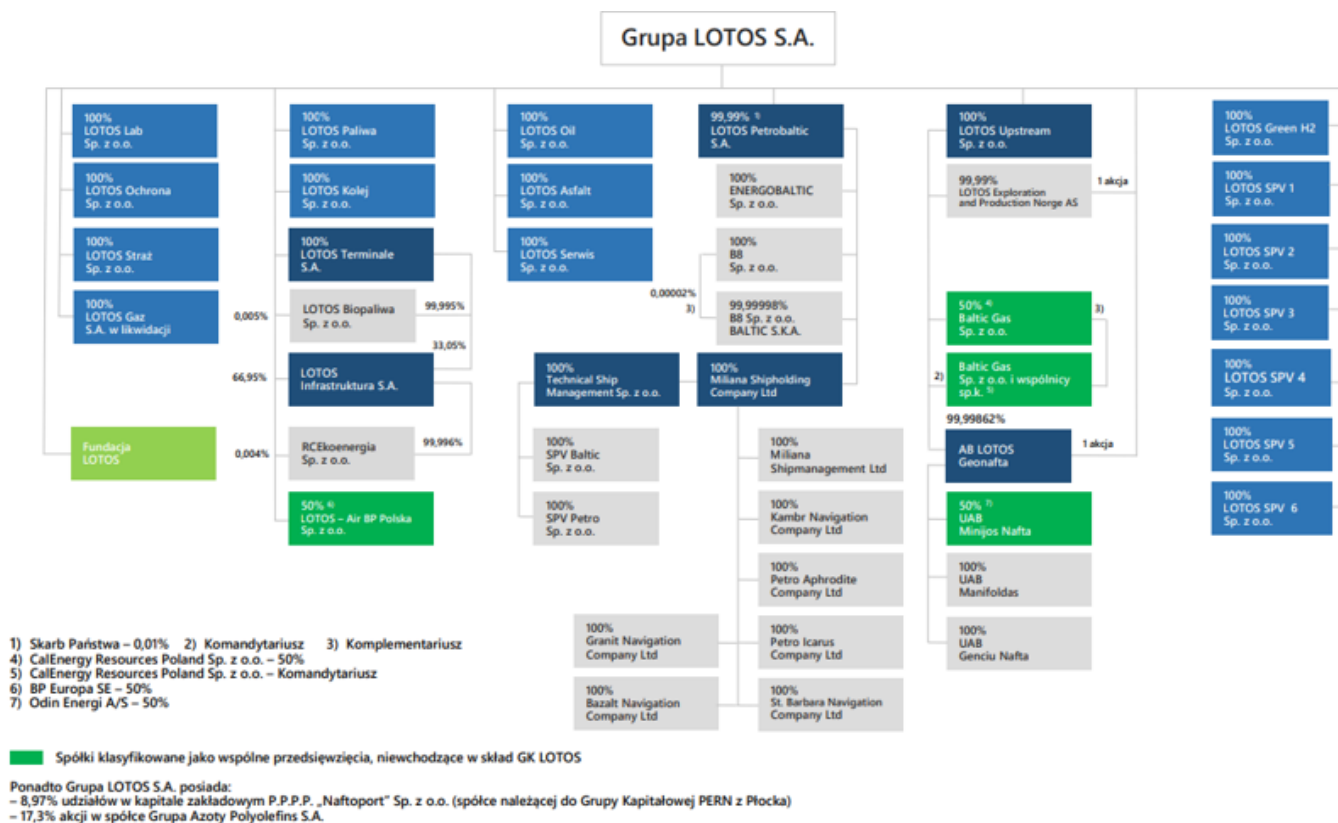 Grupa LOTOS S.A.
100%
LOTOS Lab
Sp. z o.o.
100%
LOTOS Ochrona
Sp. z o.o.
100%
LOTOS Straż
Sp. z o.o.
100%
LOTOS Gaz
S.A. w likwidacji
Fundacja
LOTOS
100%
LOTOS Paliwa
Sp. z o.o.
100%
LOTOS Kolej
Sp. z o.o.
100%
LOTOS Terminale
S.A.
0,005%
LOTOS Biopaliwa
Sp. z o.o.
99,995%
33,05%
66,95%
LOTOS
Infrastruktura S.A.
0,004%
RCEkoenergia
Sp. z o.o.
99,996%
50% 6)
LOTOS – Air BP Polska
Sp. z o.o.
100%
LOTOS Oil
Sp. z o.o.
100%
LOTOS Asfalt
Sp. z o.o.
100%
LOTOS Serwis
Sp. z o.o.
99,99% 1)
LOTOS Petrobaltic
S.A.
100%
ENERGOBALTIC
Sp. z o.o.
100%
B8
Sp. z o.o.
0,00002%
3)
99,99998%
B8 Sp. z o.o.
BALTIC S.K.A.
100%
Technical Ship
Management Sp. z o.o.
100%
Miliana Shipholding
Company Ltd
100%
SPV Baltic
Sp. z o.o.
100%
SPV Petro
Sp. z o.o.
100%
Miliana
Shipmanagement Ltd
100%
Kambr Navigation
Company Ltd
100%
Petro Aphrodite
Company Ltd
100%
Granit Navigation
Company Ltd
100%
Petro Icarus
Company Ltd
100%
Bazalt Navigation
Company Ltd
100%
St. Barbara Navigation
Company Ltd
100%
LOTOS Upstream
Sp. z o.o.
99,99%
LOTOS Exploration
and Production Norge AS
1 akcja
50% 4)
Baltic Gas
Sp. z o.o.
3)
2)
Baltic Gas
Sp. z o.o. i wspólnicy
sp.k. 5)
99,99862%
AB LOTOS
Geonafta
1 akcja
50% 7)
UAB
Minijos Nafta
100%
UAB
Manifoldas
100%
UAB
Genciu Nafta
100%
LOTOS Green H2
Sp. z o.o.
100%
LOTOS SPV 1
Sp. z o.o.
100%
LOTOS SPV 2
Sp. z o.o.
100%
LOTOS SPV 3
Sp. z o.o.
100%
LOTOS SPV 4
Sp. z o.o.
100%
LOTOS SPV 5
Sp. z o.o.
100%
LOTOS SPV 6
Sp. z o.o.
1) Skarb Państwa – 0,01% 2) Komandytariusz 3) Komplementariusz
4) CalEnergy Resources Poland Sp. z o.o. – 50%
5) CalEnergy Resources Poland Sp. z o.o. – Komandytariusz
6) BP Europa SE – 50%
7) Odin Energi A/S – 50%
Spółki klasyfikowane jako wspólne przedsięwzięcia, niewchodzące w skład GK LOTOS
Ponadto Grupa LOTOS S.A. posiada:
– 8,97% udziałów w kapitale zakładowym P.P.P.P. „Naftoport” Sp. z o.o. (spółce należącej do Grupy Kapitałowej PERN z Płocka)
– 17,3% akcji w spółce Grupa Azoty Polyolefins S.A.